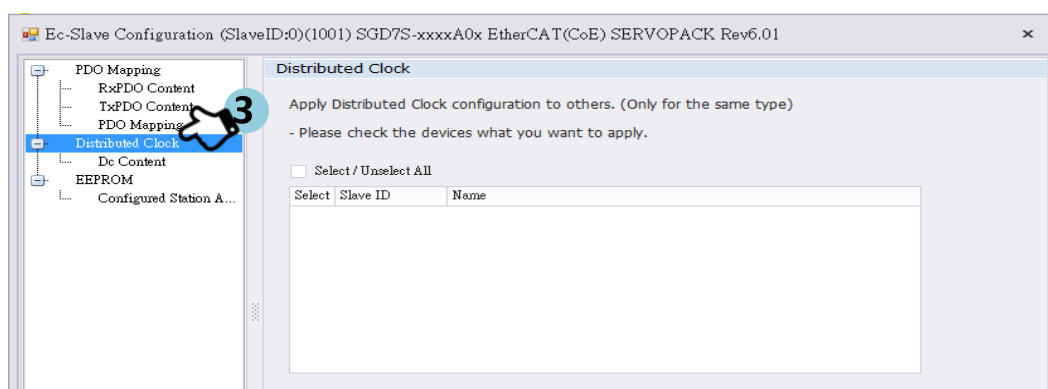 Ec-Slave Configuration (SlaveID:0)(1001) SGD7S-xxxxA0x EtherCAT(CoE) SERVOPACK Rev6.01
PDO Mapping
RxPDO Content
TxPDO Content
PDO Mapping
3
Distributed Clock
Dc Content
EEPROM
Configured Station A...
Distributed Clock
Apply Distributed Clock configuration to others. (Only for the same type)
- Please check the devices what you want to apply.
Select / Unselect All
Select Slave ID Name